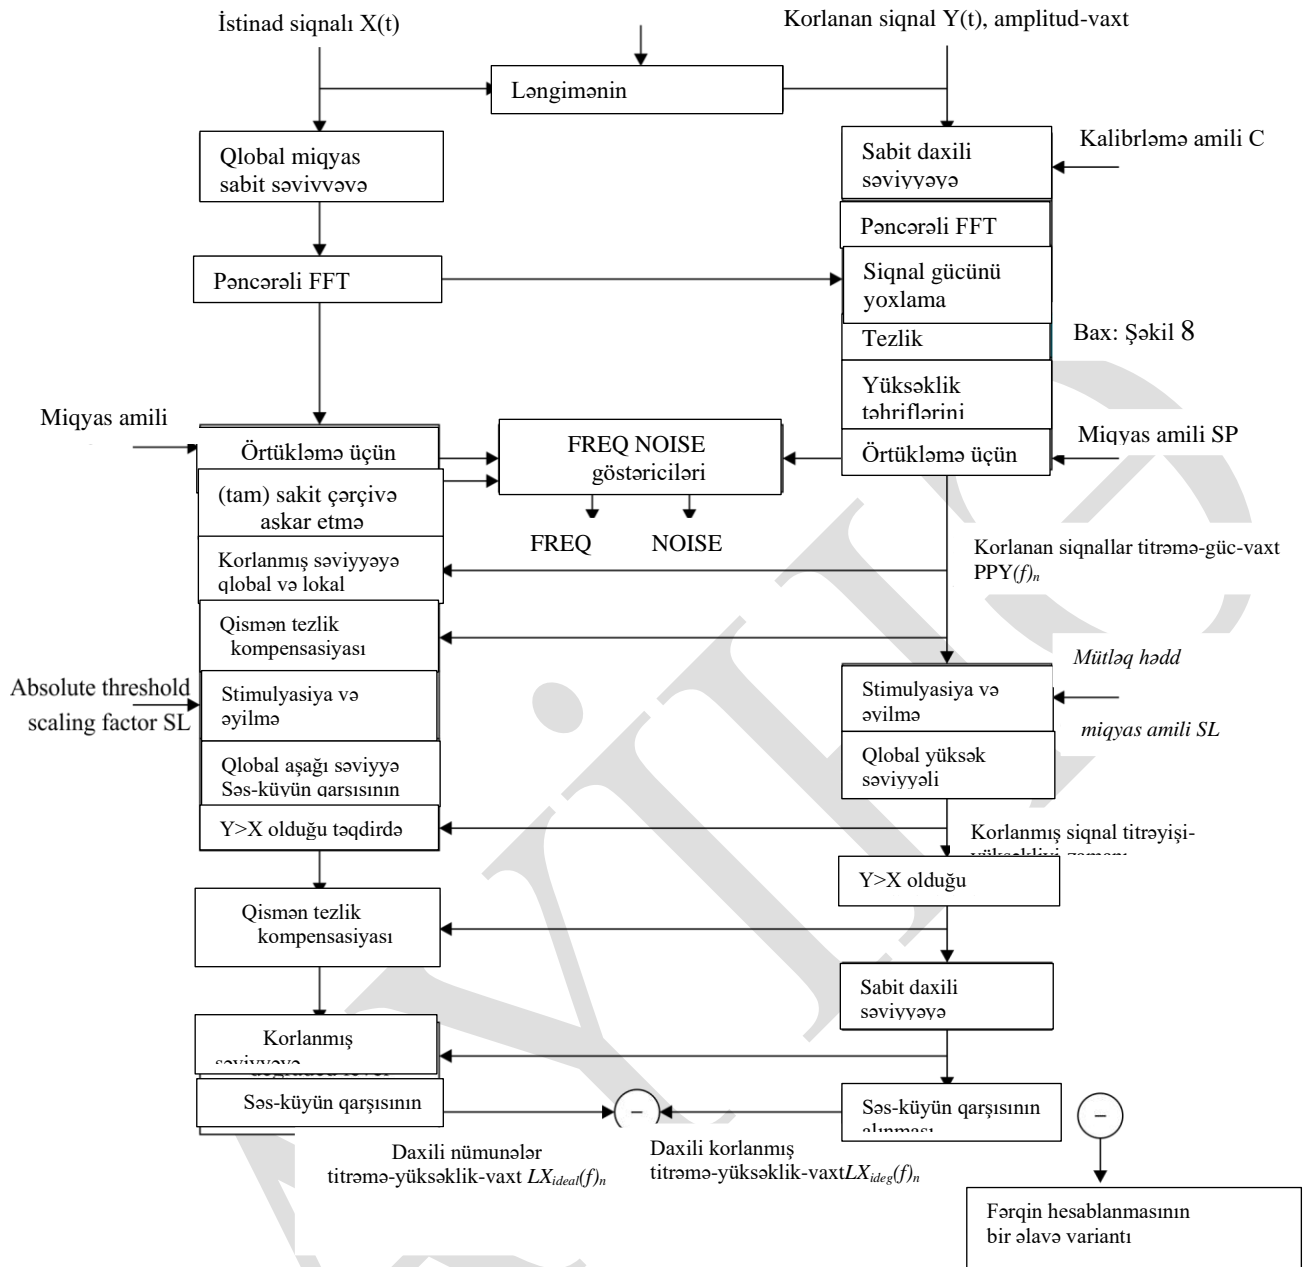 İstinad siqnalı X(t)
Korlanan siqnal Y(t), amplitud-vaxt
Ləngimənin
Qlobal miqyas
sabit səviyyəyə
Sabit daxili
səviyyəyə
Kalibrləmə amili C
Pəncərəli FFT
Pəncərəli FFT
Siqnal gücünü
yoxlama
Tezlik
Bax: Şəkil 8
Yüksəklik
təhriflərini
Miqyas amili
Örtükləmə üçün
FREQ NOISE
göstəriciləri
Örtükləmə üçün
Miqyas amili SP
(tam) sakit çərçivə
aşkar etmə
FREQ
NOISE
Korlanmış səviyyəyə
qlobal və lokal
Korlanan siqnallar titrəmə-güc-vaxt
PPY(f)n
Qismən tezlik
kompensasiyası
Absolute threshold
scaling factor SL
Stimulyasiya və
əyilmə
Stimulyasiya və
əyilmə
Mütləq hədd
miqyas amili SL
Qlobal aşağı səviyyə
Səs-küyün qarşısının
Qlobal yüksək
səviyyəli
Y>X olduğu təqdirdə
Korlanmış siqnal titrəyişi-
yüksəkliyi-zamanı
Y>X olduğu
Qismən tezlik
kompensasiyası
Sabit daxili
səviyyəyə
Korlanmış
səviyyəyə
degraded level
Səs-küyün qarşısının
–
Səs-küyün qarşısının
alınması
–
Daxili nümunələr
titrəmə-yüksəklik-vaxt LXideal(f)n
Daxili korlanmış
titrəmə-yüksəklik-vaxtLXideg(f)n
Fərqin hesablanmasının
bir əlavə variantı